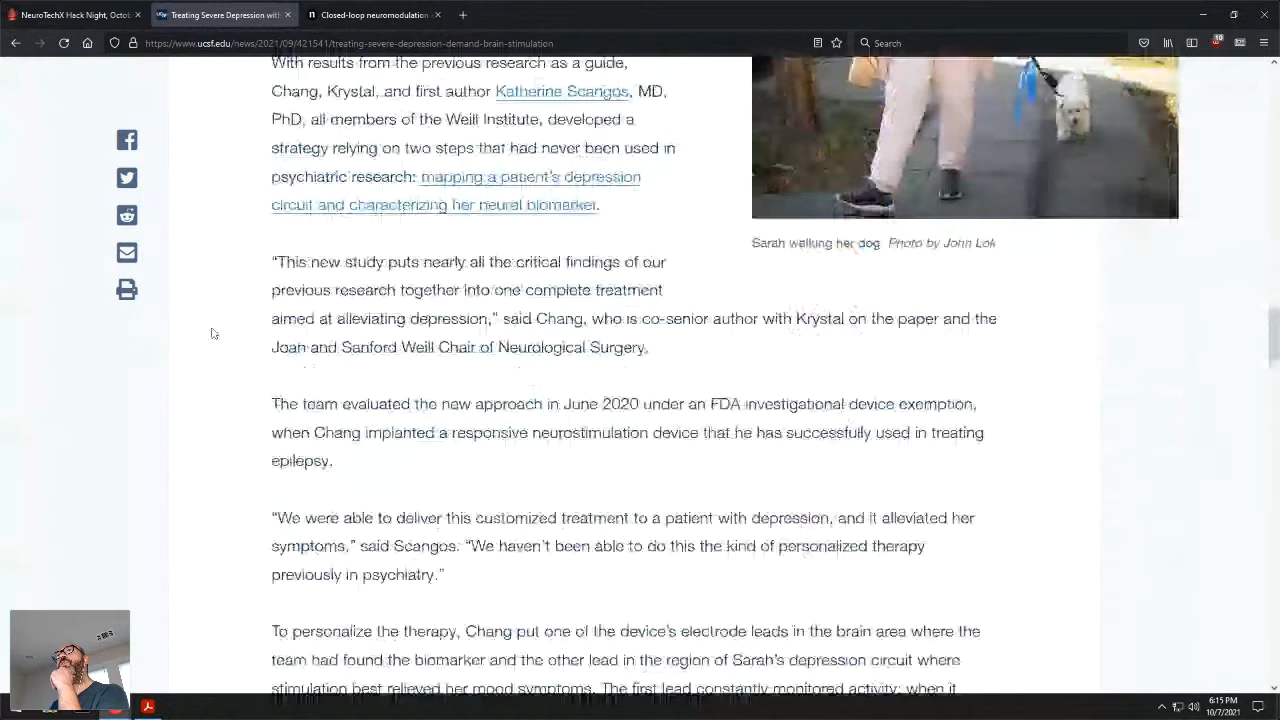 NeuroTechX Hack Night, Octo
Treating Severe Depression with
Closed-loop neuromodulation
https://www.ucsf.edu/news/2021/09/421541/treating-severe-depression-demand-brain-stimulation
Search
10
With results from the previous research as a guide,
Chang, Krystal, and first author Katherine Scangos, MD,
PhD, all members of the Weill Institute, developed a
strategy relying on two steps that had never been used in
psychiatric research: mapping a patient's depression
circuit and characterizing her neural biomarker.
Sarah walking her dog Photo by John Lok
“This new study puts nearly all the critical findings of our
previous research together into one complete treatment
aimed at alleviating depression,” said Chang, who is co-senior author with Krystal on the paper and the
Joan and Sanford Weill Chair of Neurological Surgery.
The team evaluated the new approach in June 2020 under an FDA investigational device exemption,
when Chang implanted a responsive neurostimulation device that he has successfully used in treating
epilepsy.
“We were able to deliver this customized treatment to a patient with depression, and it alleviated her
symptoms,” said Scangos. “We haven’t been able to do this the kind of personalized therapy
previously in psychiatry.”
To personalize the therapy, Chang put one of the device’s electrode leads in the brain area where the
team had found the biomarker and the other lead in the region of Sarah’s depression circuit where
stimulation best relieved her mood symptoms. The first lead constantly monitored activity; when it
6:15 PM
10/7/2021